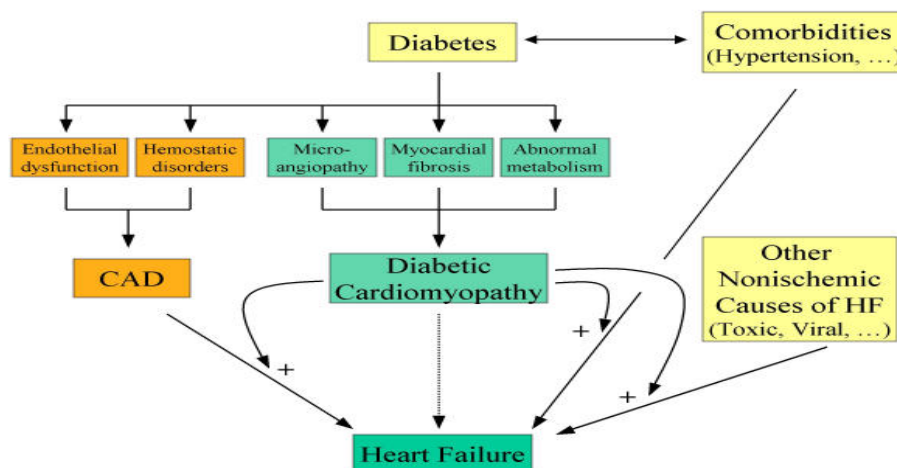 Diabetes
Comorbidities
(Hypertension, …)
Endothelial
dysfunction
Hemostatic
disorders
Micro-
angiopathy
Myocardial
fibrosis
Abnormal
metabolism
CAD
Diabetic
Cardiomyopathy
Other
Nonischemic
Causes of HF
(Toxic, Viral, …)
+
+
+
Heart Failure